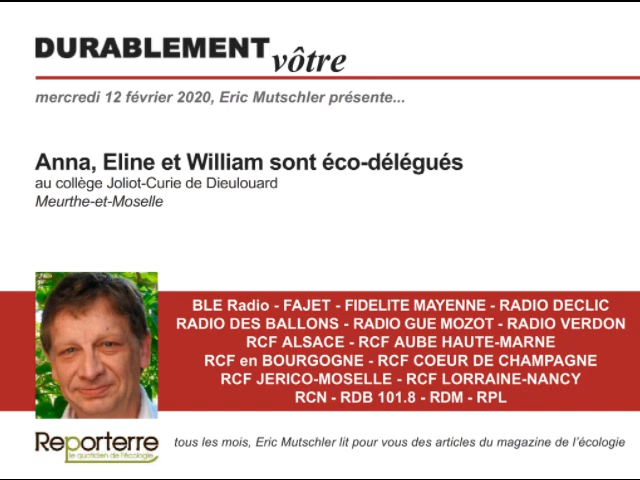 DURABLEMENT vôtre
mercredi 12 février 2020, Eric Mutschler présente...
Anna, Eline et William sont éco-délégués
au collège Joliot-Curie de Dieulouard
Meurthe-et-Moselle
BLE Radio - FAJET - FIDELITE MAYENNE - RADIO DECLIC
RADIO DES BALLONS - RADIO GUE MOZOT - RADIO VERDON
RCF ALSACE - RCF AUBE HAUTE-MARNE
RCF en BOURGOGNE - RCF COEUR DE CHAMPAGNE
RCF JERICO-MOSELLE - RCF LORRAINE-NANCY
RCN - RDB 101.8 - RDM - RPL
Reporterre
le quotidien de l'écologie
tous les mois, Eric Mutschler lit pour vous des articles du magazine de l'écologie